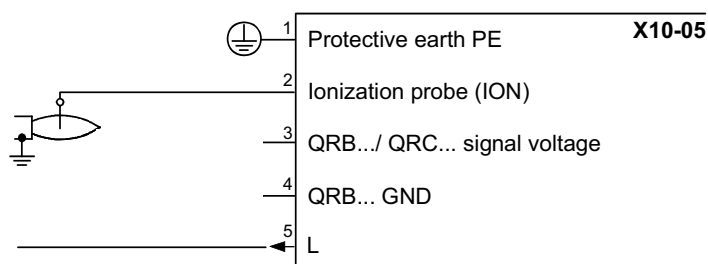 X10-05
1 Protective earth PE
2 Ionization probe (ION)
3 QRB.../ QRC... signal voltage
4 QRB... GND
5 L